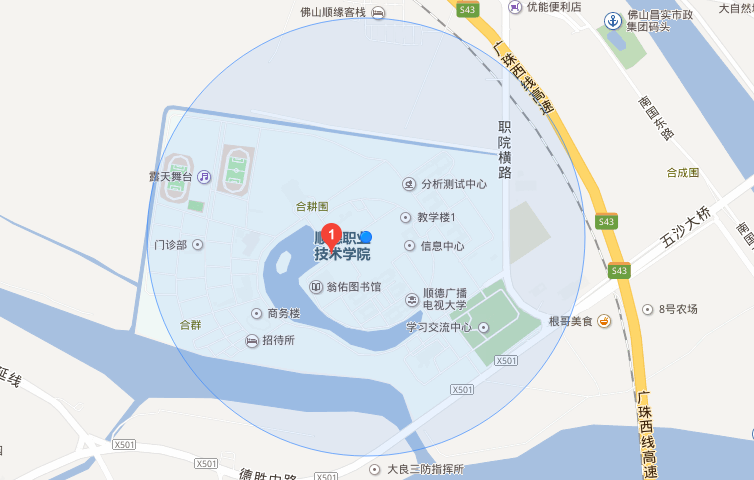 佛山顺缘客栈
S43
优能便利店
佛山昌实市政
集团码头
大自然
广珠西线高速
南国东路
职院横路
合成围
露天舞台
分析测试中心
合耕围
教学楼1
五沙大桥
南
S43
1
顺德职业
技术学院
信息中心
门诊部
S43
翁佑图书馆
顺德广播
电视大学
8号农场
商务楼
合群
学习交流中心
根哥美食
招待所
X501
延线
X501
广珠西线高速
X501
X501
X501
德胜中路
大良三防指挥所